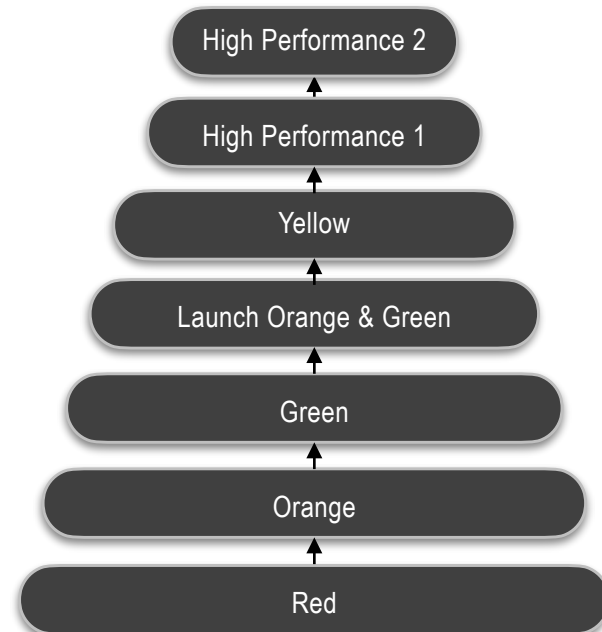 High Performance 2
High Performance 1
Yellow
Launch Orange & Green
Green
Orange
Red